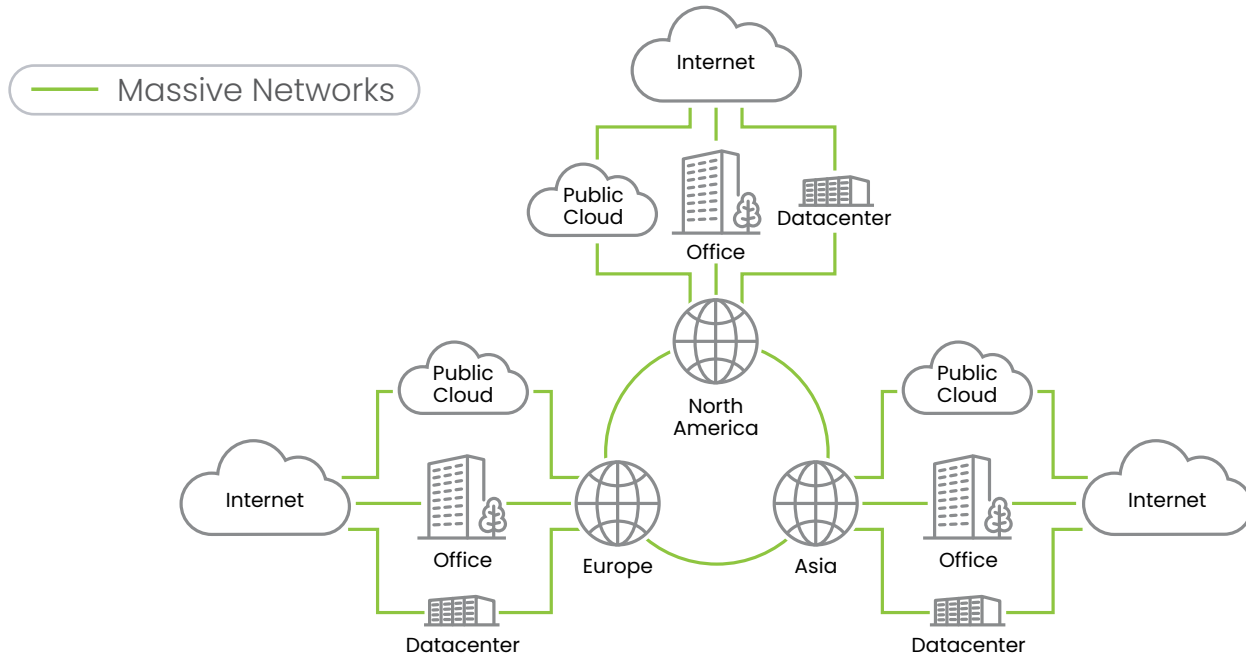 Massive Networks
Internet
Public
Cloud
Office
Datacenter
North
America
Public
Cloud
Internet
Office
Datacenter
Europe
Asia
Public
Cloud
Office
Internet
Datacenter